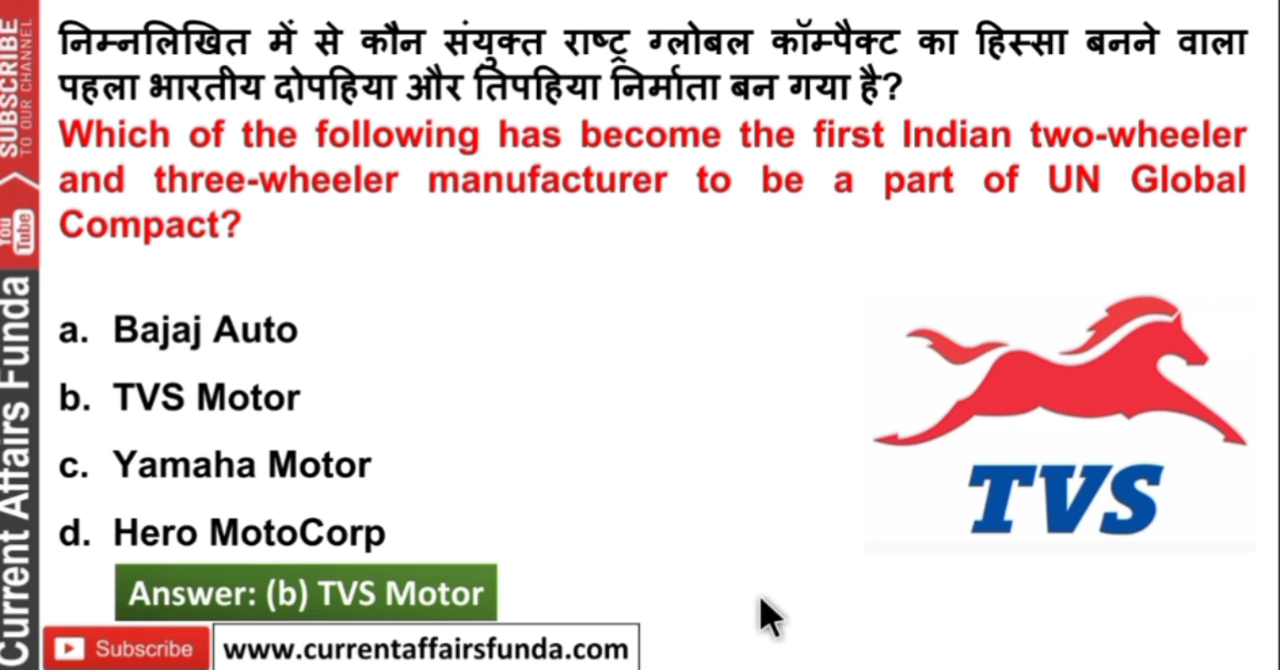 निम्नलिखित में से कौन संयुक्त राष्ट्र ग्लोबल कॉम्पैक्ट का हिस्सा बनने वाला
पहला भारतीय दोपहिया और तिपहिया निर्माता बन गया है?
Which of the following has become the first Indian two-wheeler
and three-wheeler manufacturer to be a part of UN Global
Compact?
a. Bajaj Auto
b. TVS Motor
c. Yamaha Motor
d. Hero MotoCorp
TVS
Answer: (b) TVS Motor
Subscribe
www.currentaffairsfunda.com
SUBSCRIBE
TO OUR CHANNEL
You
Tube
Current Affairs Funda